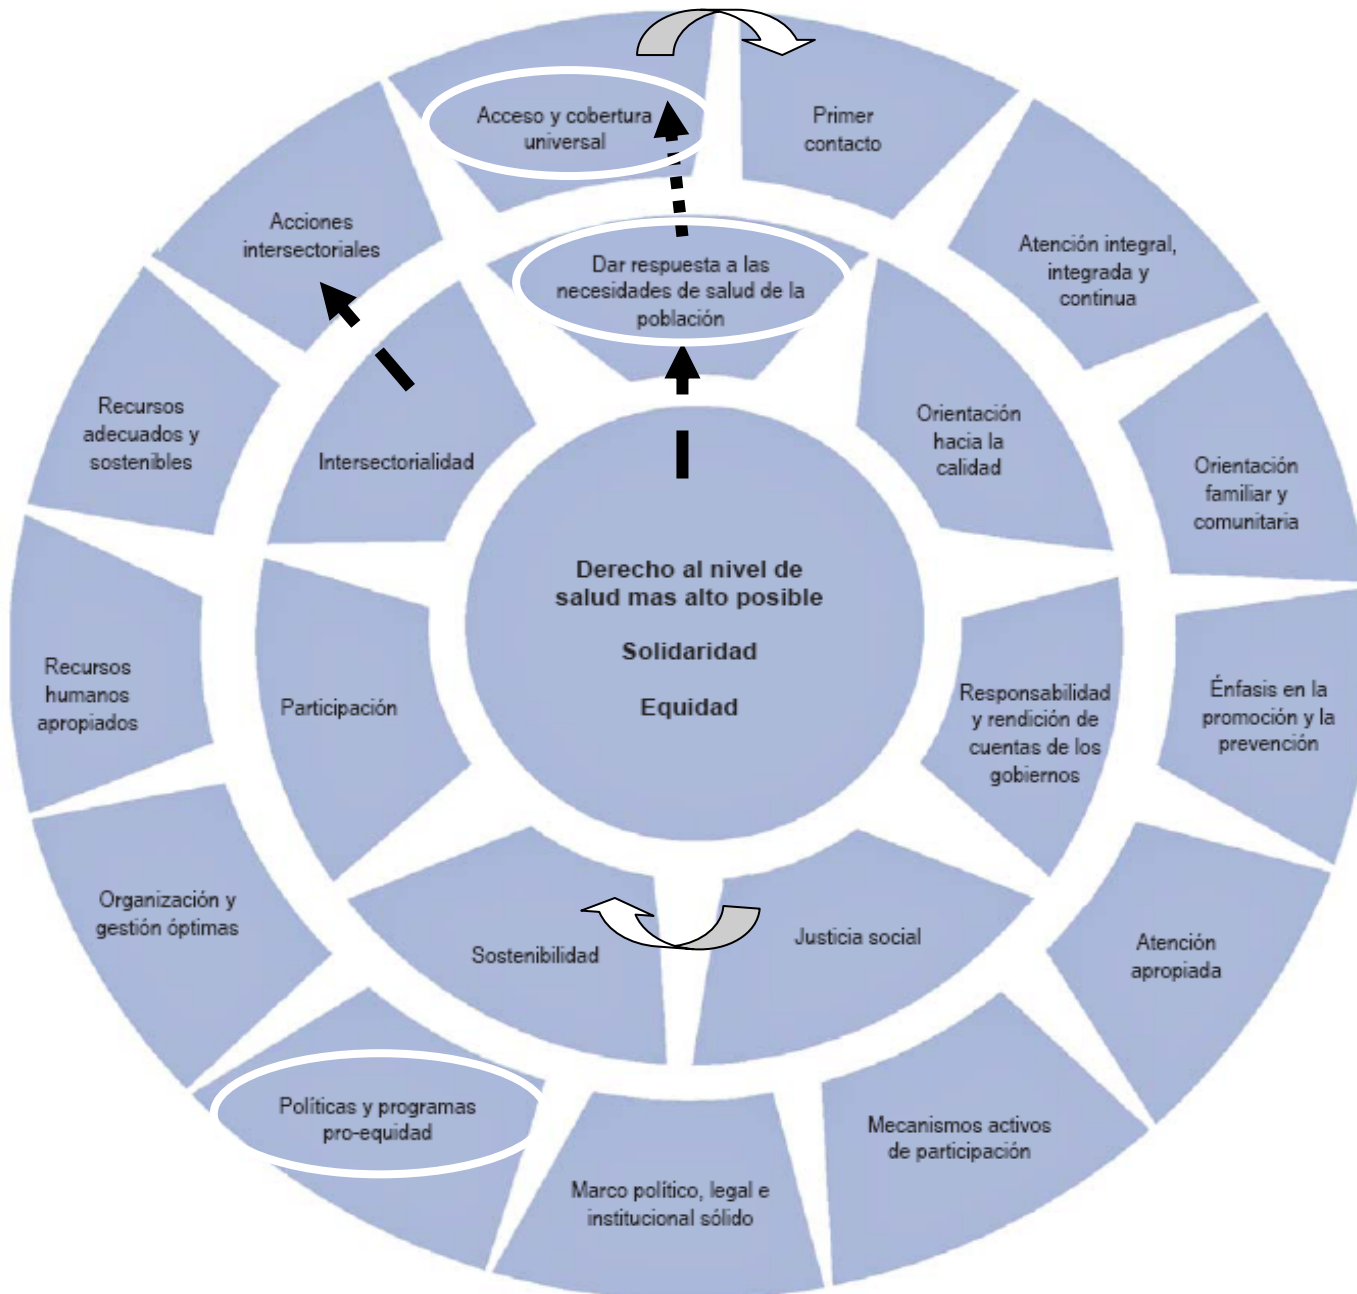 Acceso y cobertura
universal
Primer
contacto
Atención integral,
integrada y
continua
Orientación
familiar y
comunitaria
Énfasis en la
promoción y la
prevención
Atención
apropiada
Mecanismos activos
de participación
Marco político, legal e
institucional sólido
Políticas y programas
pro-equidad
Organización y
gestión óptimas
Recursos
humanos
apropiados
Recursos
adecuados y
sostenibles
Acciones
intersectoriales
Dar respuesta a las
necesidades de salud de la
población
Orientación
hacia la
calidad
Responsabilidad
y rendición de
cuentas de los
gobiernos
Justicia social
Sostenibilidad
Participación
Intersectorialidad
Derecho al nivel de
salud mas alto posible
Solidaridad
Equidad